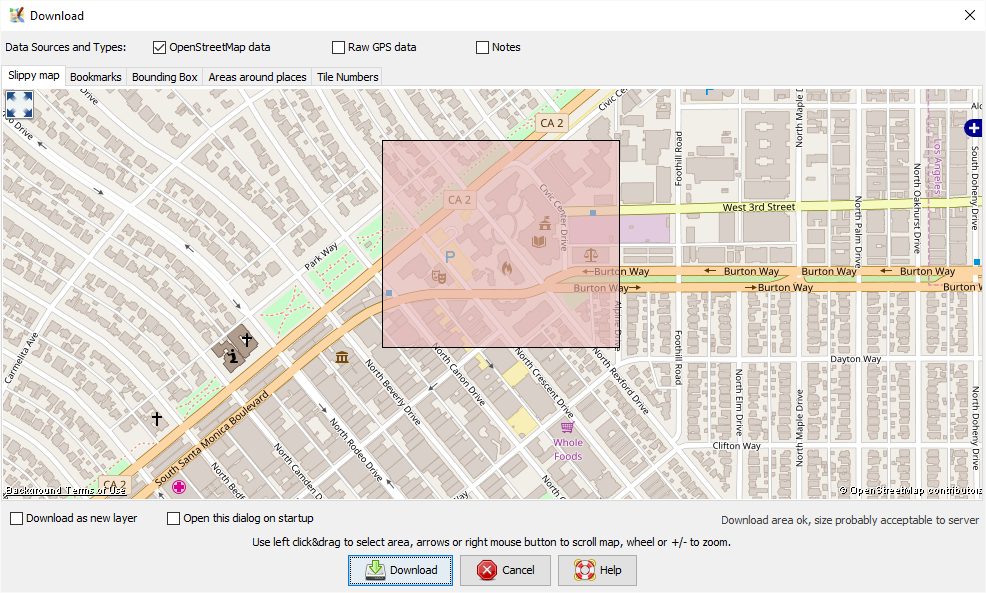 Download
Data Sources and Types: OpenStreetMap data Raw GPS data Notes
Slippy map Bookmarks Bounding Box Areas around places Tile Numbers
Drive
Civic
CA 2
P
Foothill Road
North Maple
Los Angeles
South Doheny Drive
North Oakhurst Drive
CA 2
Civic Center Drive
West 3rd Street
North Palm Drive
Drive
Park Way
P
Burton Way
Burton Way
Burton Way
Burton Way
Burton Way
Burton Way
Burton
Alpine Drive
Carmelita Ave
Foothill Road
Dayton Way
North Beverly Drive
North Canon Drive
North Crescent Drive
North Rexford Drive
North Elm Drive
North Maple Drive
North Doheny Drive
South Santa Monica Boulevard
North Rodeo Drive
Whole
Foods
Clifton Way
North Camden D
North Bedf
CA 2
Background Terms of Use
© OpenStreetMap contributors
Download as new layer Open this dialog on startup Download area ok, size probably acceptable to server
Use left click&drag to select area, arrows or right mouse button to scroll map, wheel or +/- to zoom.
Download Cancel Help